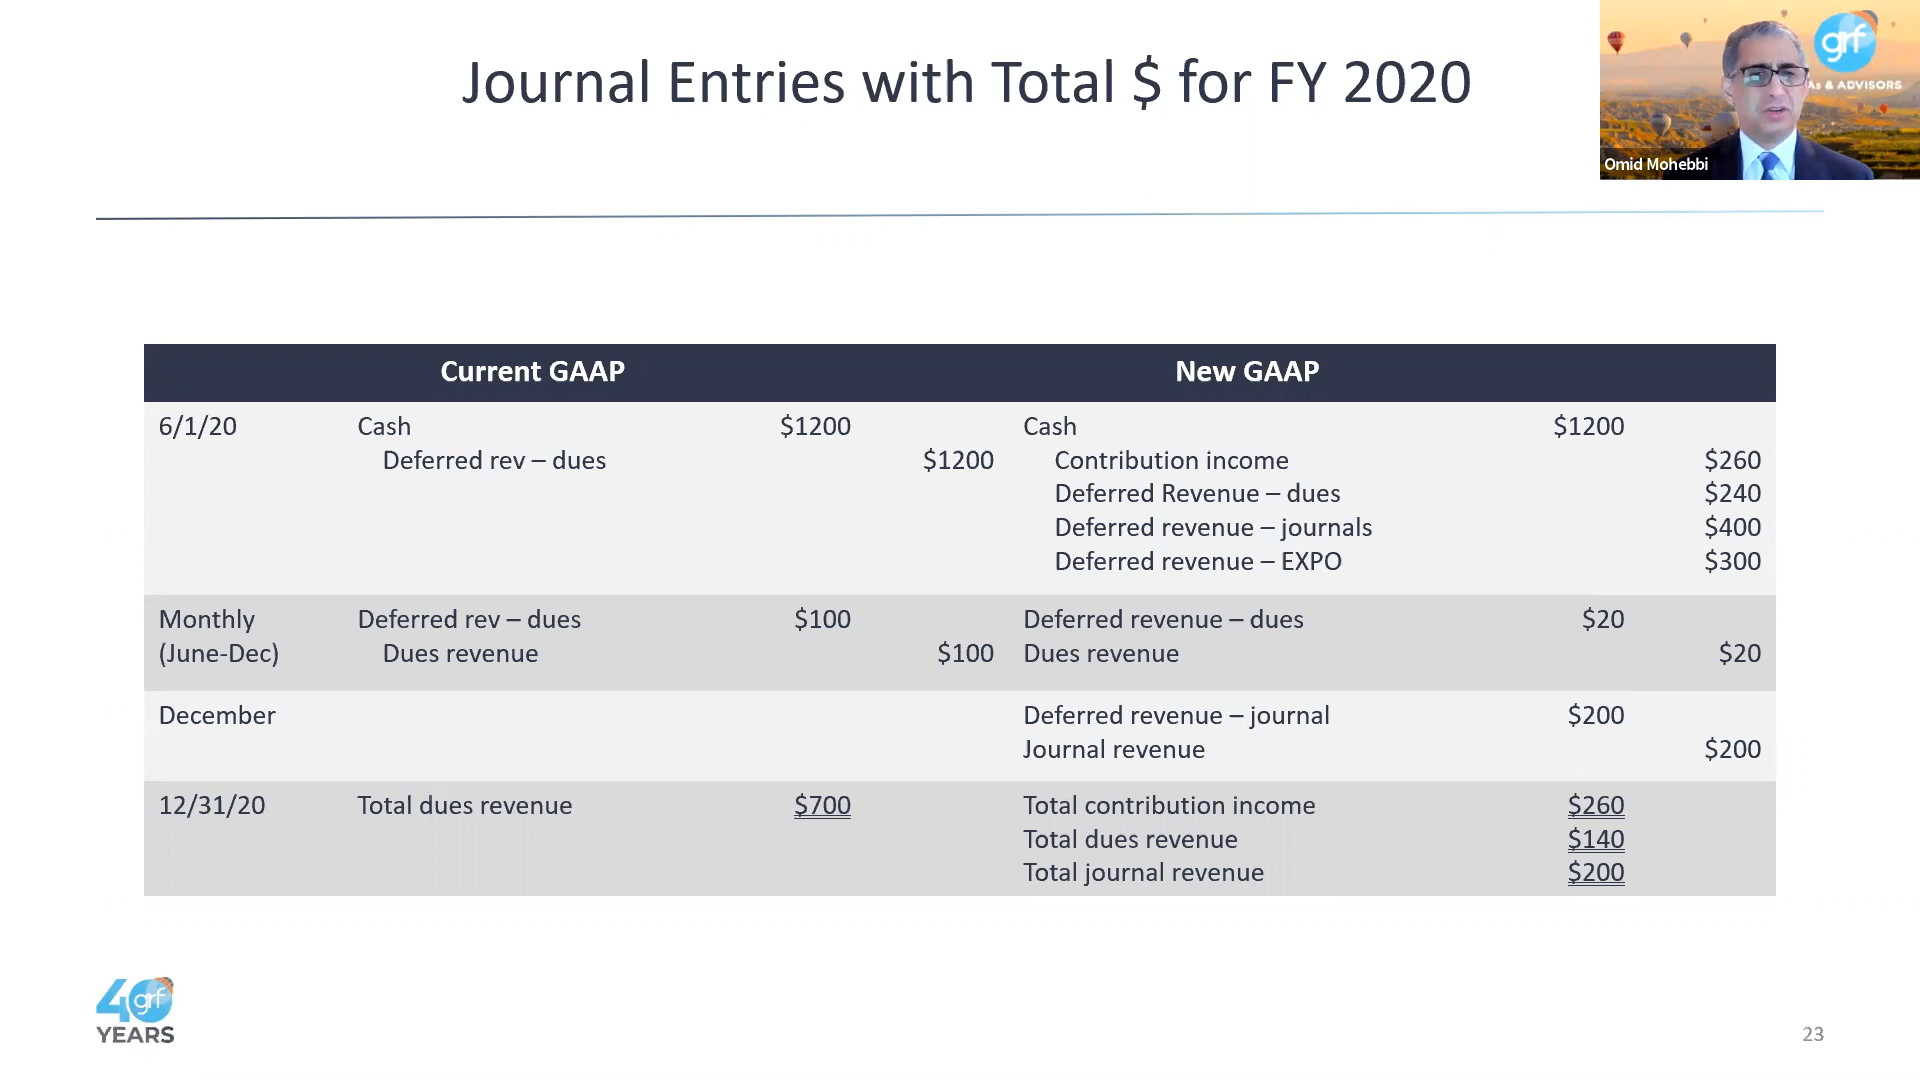 Journal Entries with Total $ for FY 2020
grf
As & ADVISORS
Omid Mohebbi
Current GAAP New GAAP
6/1/20 Cash $1200 Cash $1200
Deferred rev – dues $1200 Contribution income $260
Deferred Revenue – dues $240
Deferred revenue – journals $400
Deferred revenue – EXPO $300
Monthly Deferred rev – dues $100 Deferred revenue – dues $20
(June-Dec) Dues revenue $100 Dues revenue $20
December Deferred revenue – journal $200
Journal revenue $200
12/31/20 Total dues revenue $700 Total contribution income $260
Total dues revenue $140
Total journal revenue $200
40 grf
YEARS
23